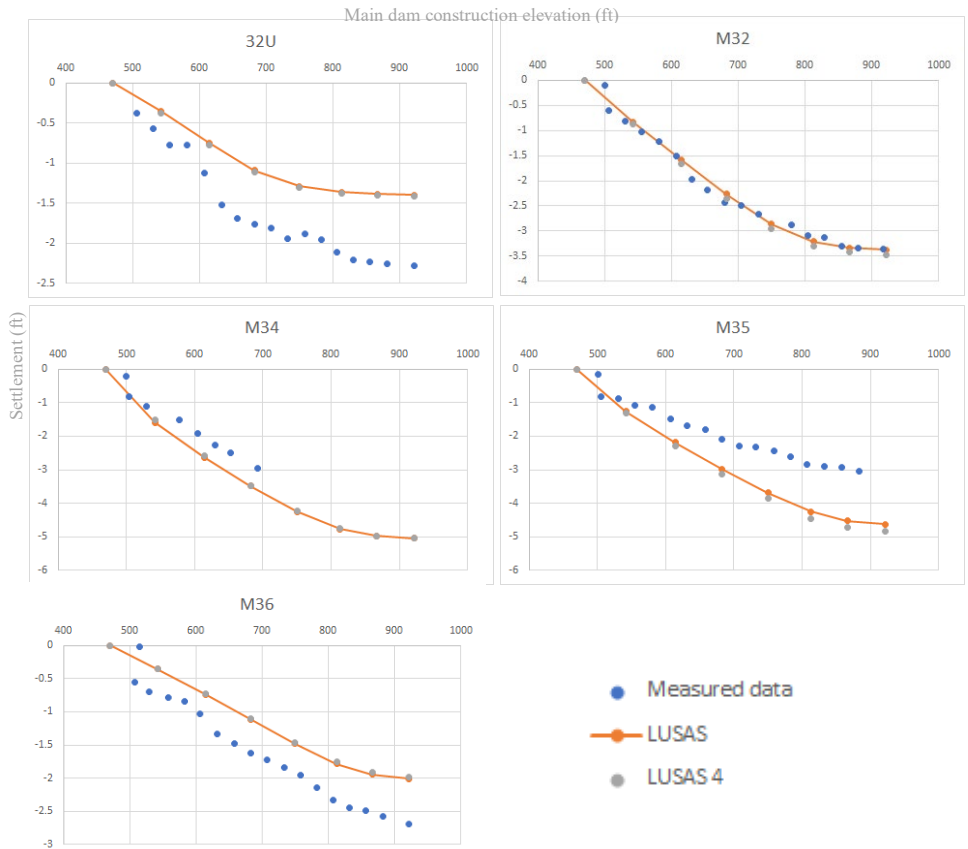 Main dam construction elevation (ft)
32U
400 500 600 700 800 900 1000
0
-0.5
-1
-1.5
-2
-2.5
M32
400 500 600 700 800 900 1000
0
-0.5
-1
-1.5
-2
-2.5
-3
-3.5
-4
Settlement (ft)
M34
400 500 600 700 800 900 1000
0
-1
-2
-3
-4
-5
-6
M35
400 500 600 700 800 900 1000
0
-1
-2
-3
-4
-5
-6
M36
400 500 600 700 800 900 1000
0
-0.5
-1
-1.5
-2
-2.5
-3
Measured data
LUSAS
LUSAS 4